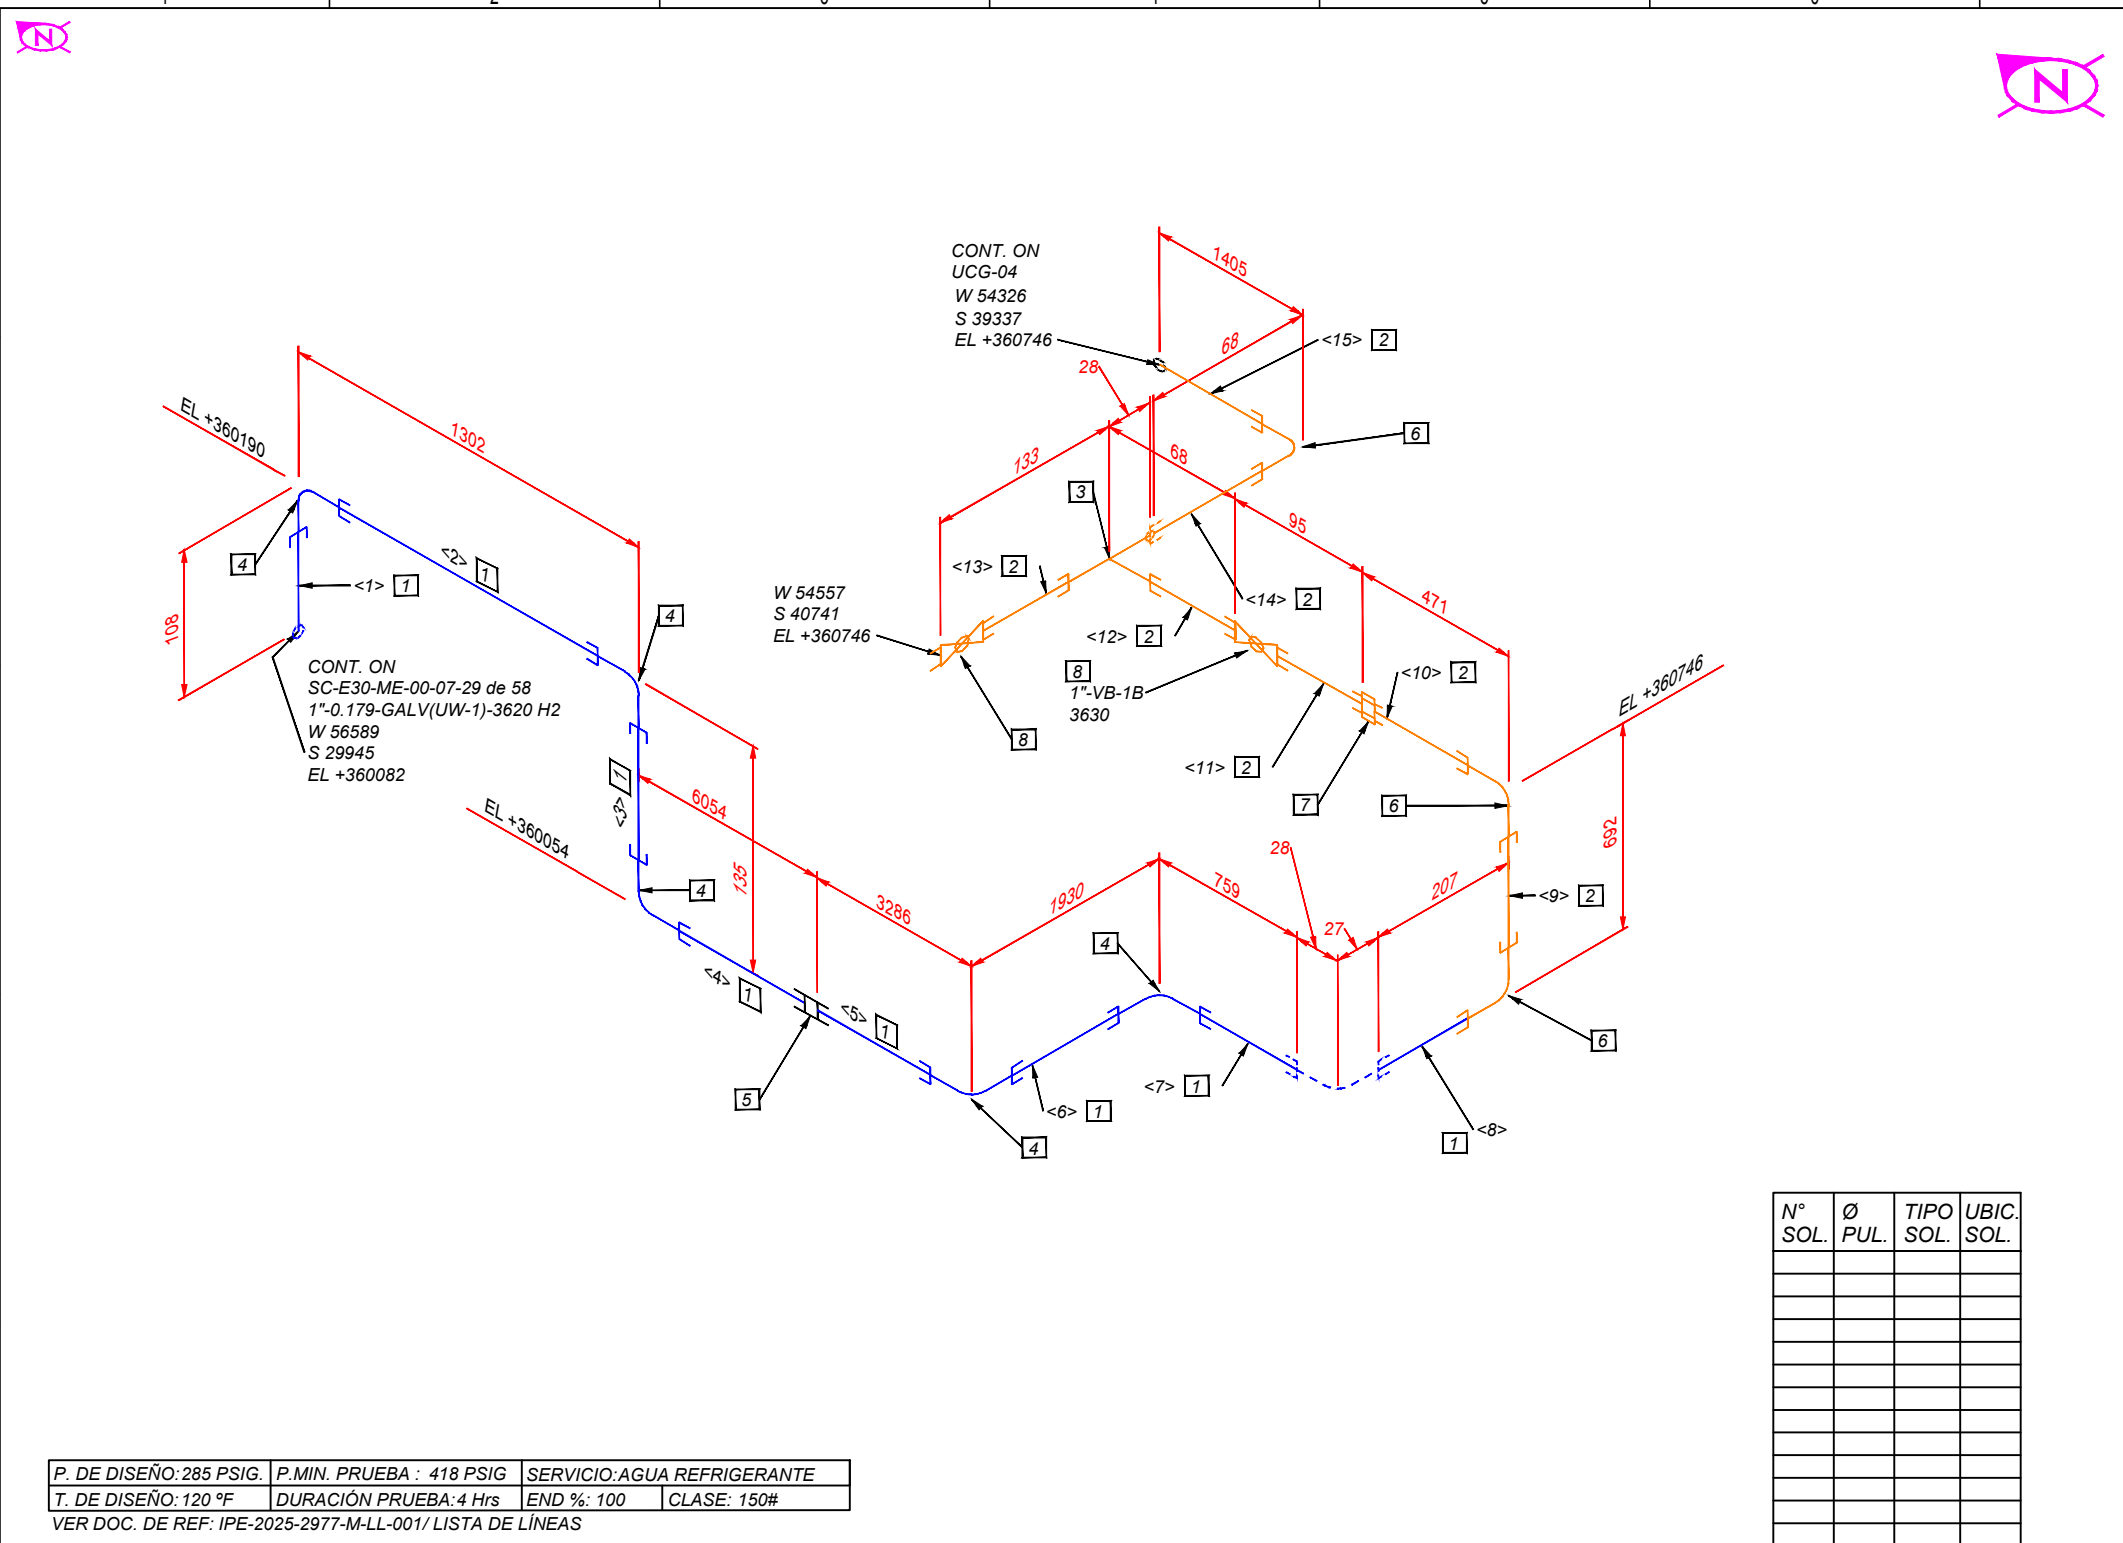 N
N
CONT. ON
UCG-04
W 54326
S 39337
EL +360746
1405
68
28
<15> 2
6
EL +360190
1302
133
68
3
95
471
4
<1> 1
<2> 1
108
4
CONT. ON
SC-E30-ME-00-07-29 de 58
1"-0.179-GALV(UW-1)-3620 H2
W 56589
S 29945
EL +360082
W 54557
S 40741
EL +360746
<13> 2
<14> 2
<12> 2
8
1"-VB-1B
3630
8
<10> 2
<11> 2
7
6
EL +360746
692
<3> 1
6054
EL +360054
135
4
3286
1930
759
28
27
207
<9> 2
4
<4> 1
<5> 1
5
<6> 1
4
<7> 1
1 <8>
6
N° SOL.
Ø PUL.
TIPO SOL.
UBIC. SOL.
P. DE DISEÑO: 285 PSIG. P.MIN. PRUEBA : 418 PSIG SERVICIO:AGUA REFRIGERANTE
T. DE DISEÑO: 120 ºF DURACIÓN PRUEBA:4 Hrs END %: 100 CLASE: 150#
VER DOC. DE REF: IPE-2025-2977-M-LL-001/ LISTA DE LÍNEAS